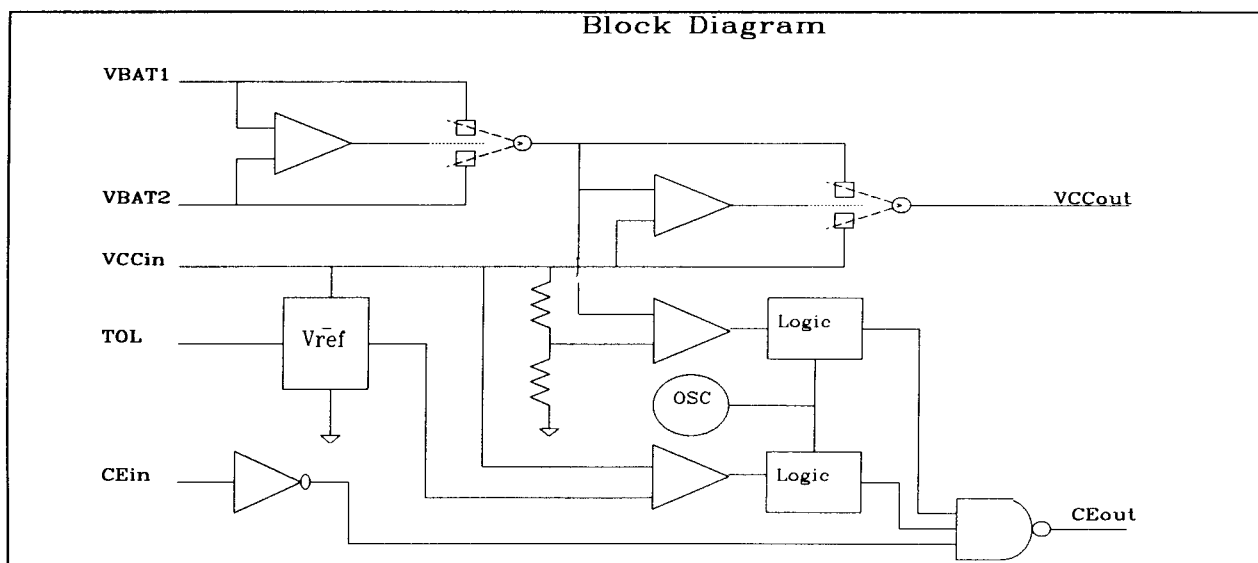 Block Diagram
VBAT1
VBAT2
VCCout
VCCin
TOL
Vref
Logic
OSC
CEin
Logic
CEout